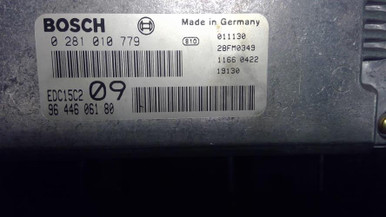 BOSCH Made in Germany
0 281 010 779 810 011130
28FM0349
1166 0422
19130
EDC15C2 09
96 446 061 80